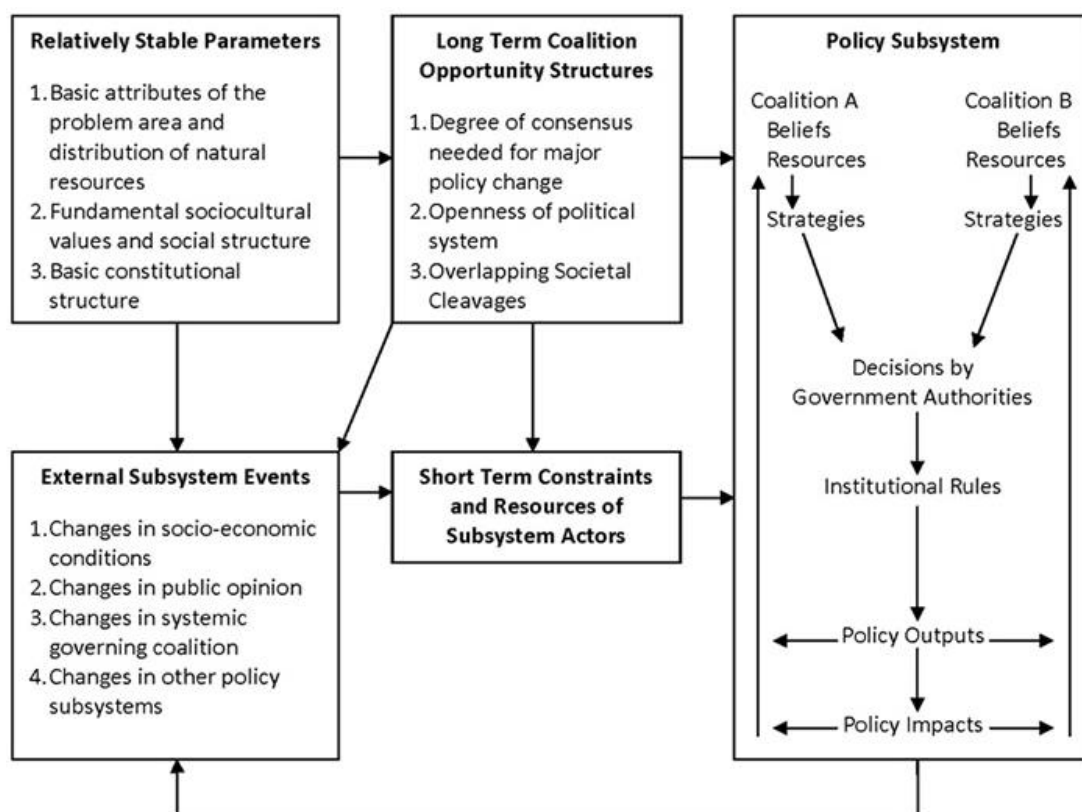 Relatively Stable Parameters
1. Basic attributes of the
problem area and
distribution of natural
resources
2. Fundamental sociocultural
values and social structure
3. Basic constitutional
structure
Long Term Coalition
Opportunity Structures
1. Degree of consensus
needed for major
policy change
2. Openness of political
system
3. Overlapping Societal
Cleavages
Policy Subsystem
Coalition A
Beliefs
Resources
Strategies
Coalition B
Beliefs
Resources
Strategies
Decisions by
Government Authorities
Institutional Rules
Policy Outputs
Policy Impacts
External Subsystem Events
1. Changes in socio-economic
conditions
2. Changes in public opinion
3. Changes in systemic
governing coalition
4. Changes in other policy
subsystems
Short Term Constraints
and Resources of
Subsystem Actors